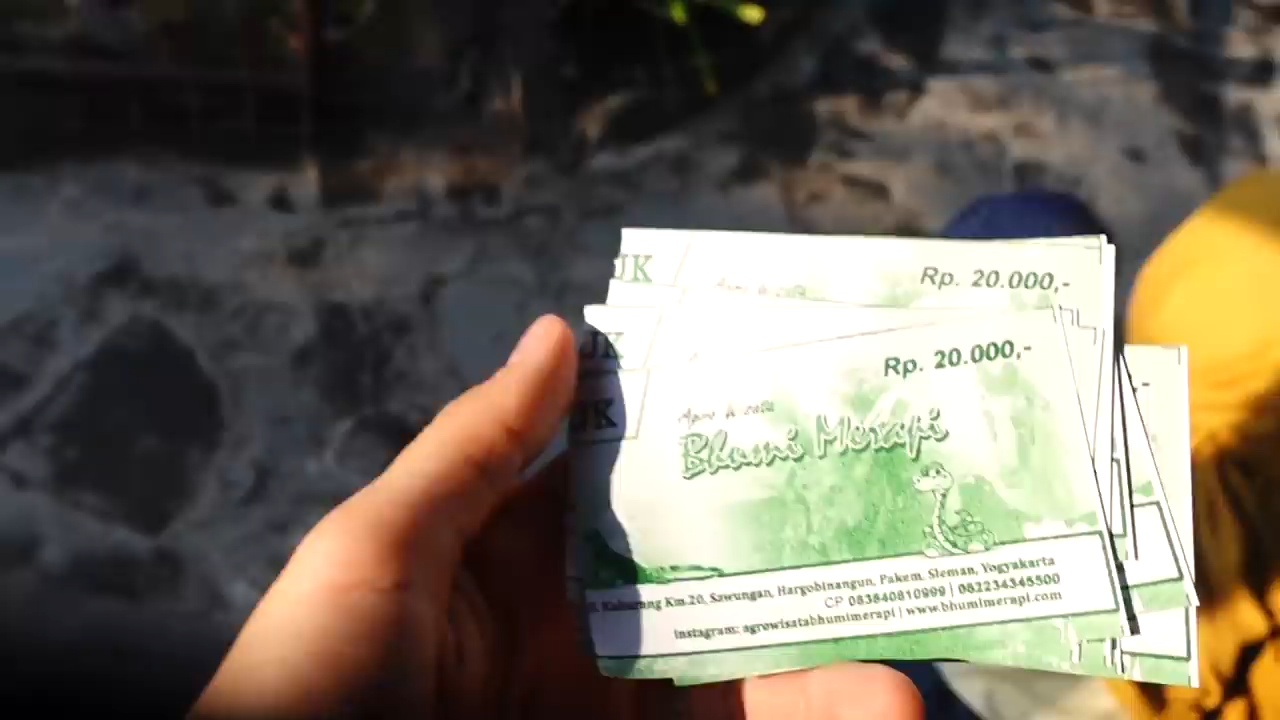 JK
Rp. 20.000,-
JK
Rp. 20.000,-
JK
Bhumi Merapi
Kaliurang Km.20, Sawungan, Hargobinangun, Pakem, Sleman, Yogyakarta
CP 083840810999 | 082234345500
instagram: agrowisatabhumimerapi | www.bhumimerapi.com